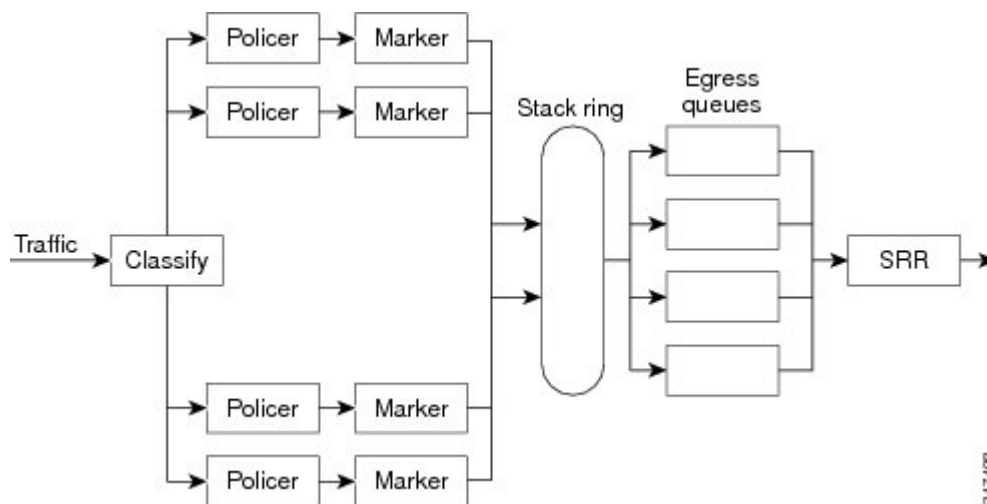 Policer
Marker
Policer
Marker
Egress
queues
Stack ring
Traffic
Classify
SRR
Policer
Marker
Policer
Marker